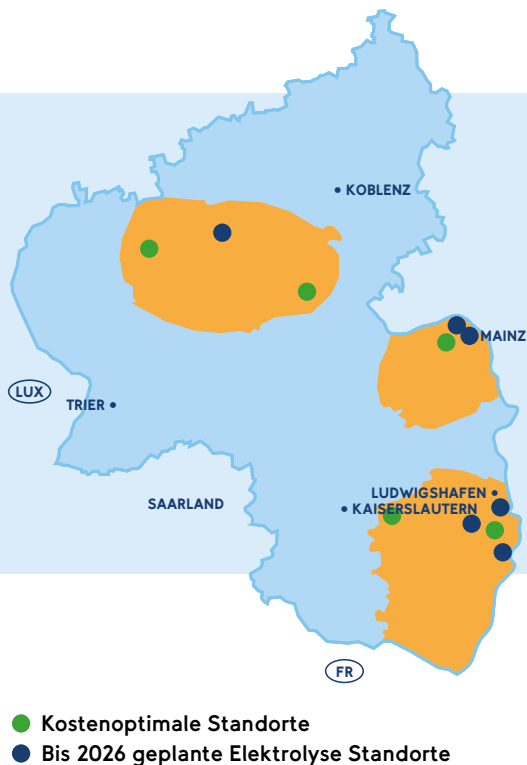 KOBLENZ
MAINZ
LUX
TRIER
LUDWIGSHAFEN
SAARLAND
KAISERSLAUTERN
FR
Kostenoptimale Standorte
Bis 2026 geplante Elektrolyse Standorte